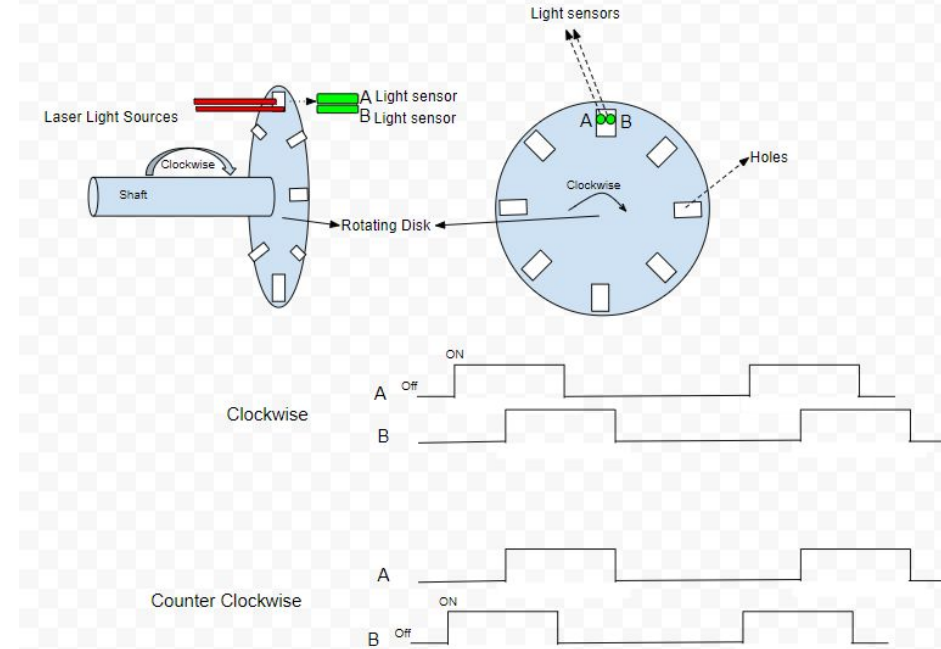 Light sensors
A Light sensor
B Light sensor
Laser Light Sources
A B
Clockwise
Shaft
Clockwise
Holes
Rotating Disk
ON
A Off
Clockwise
B
A
Counter Clockwise
ON
B Off